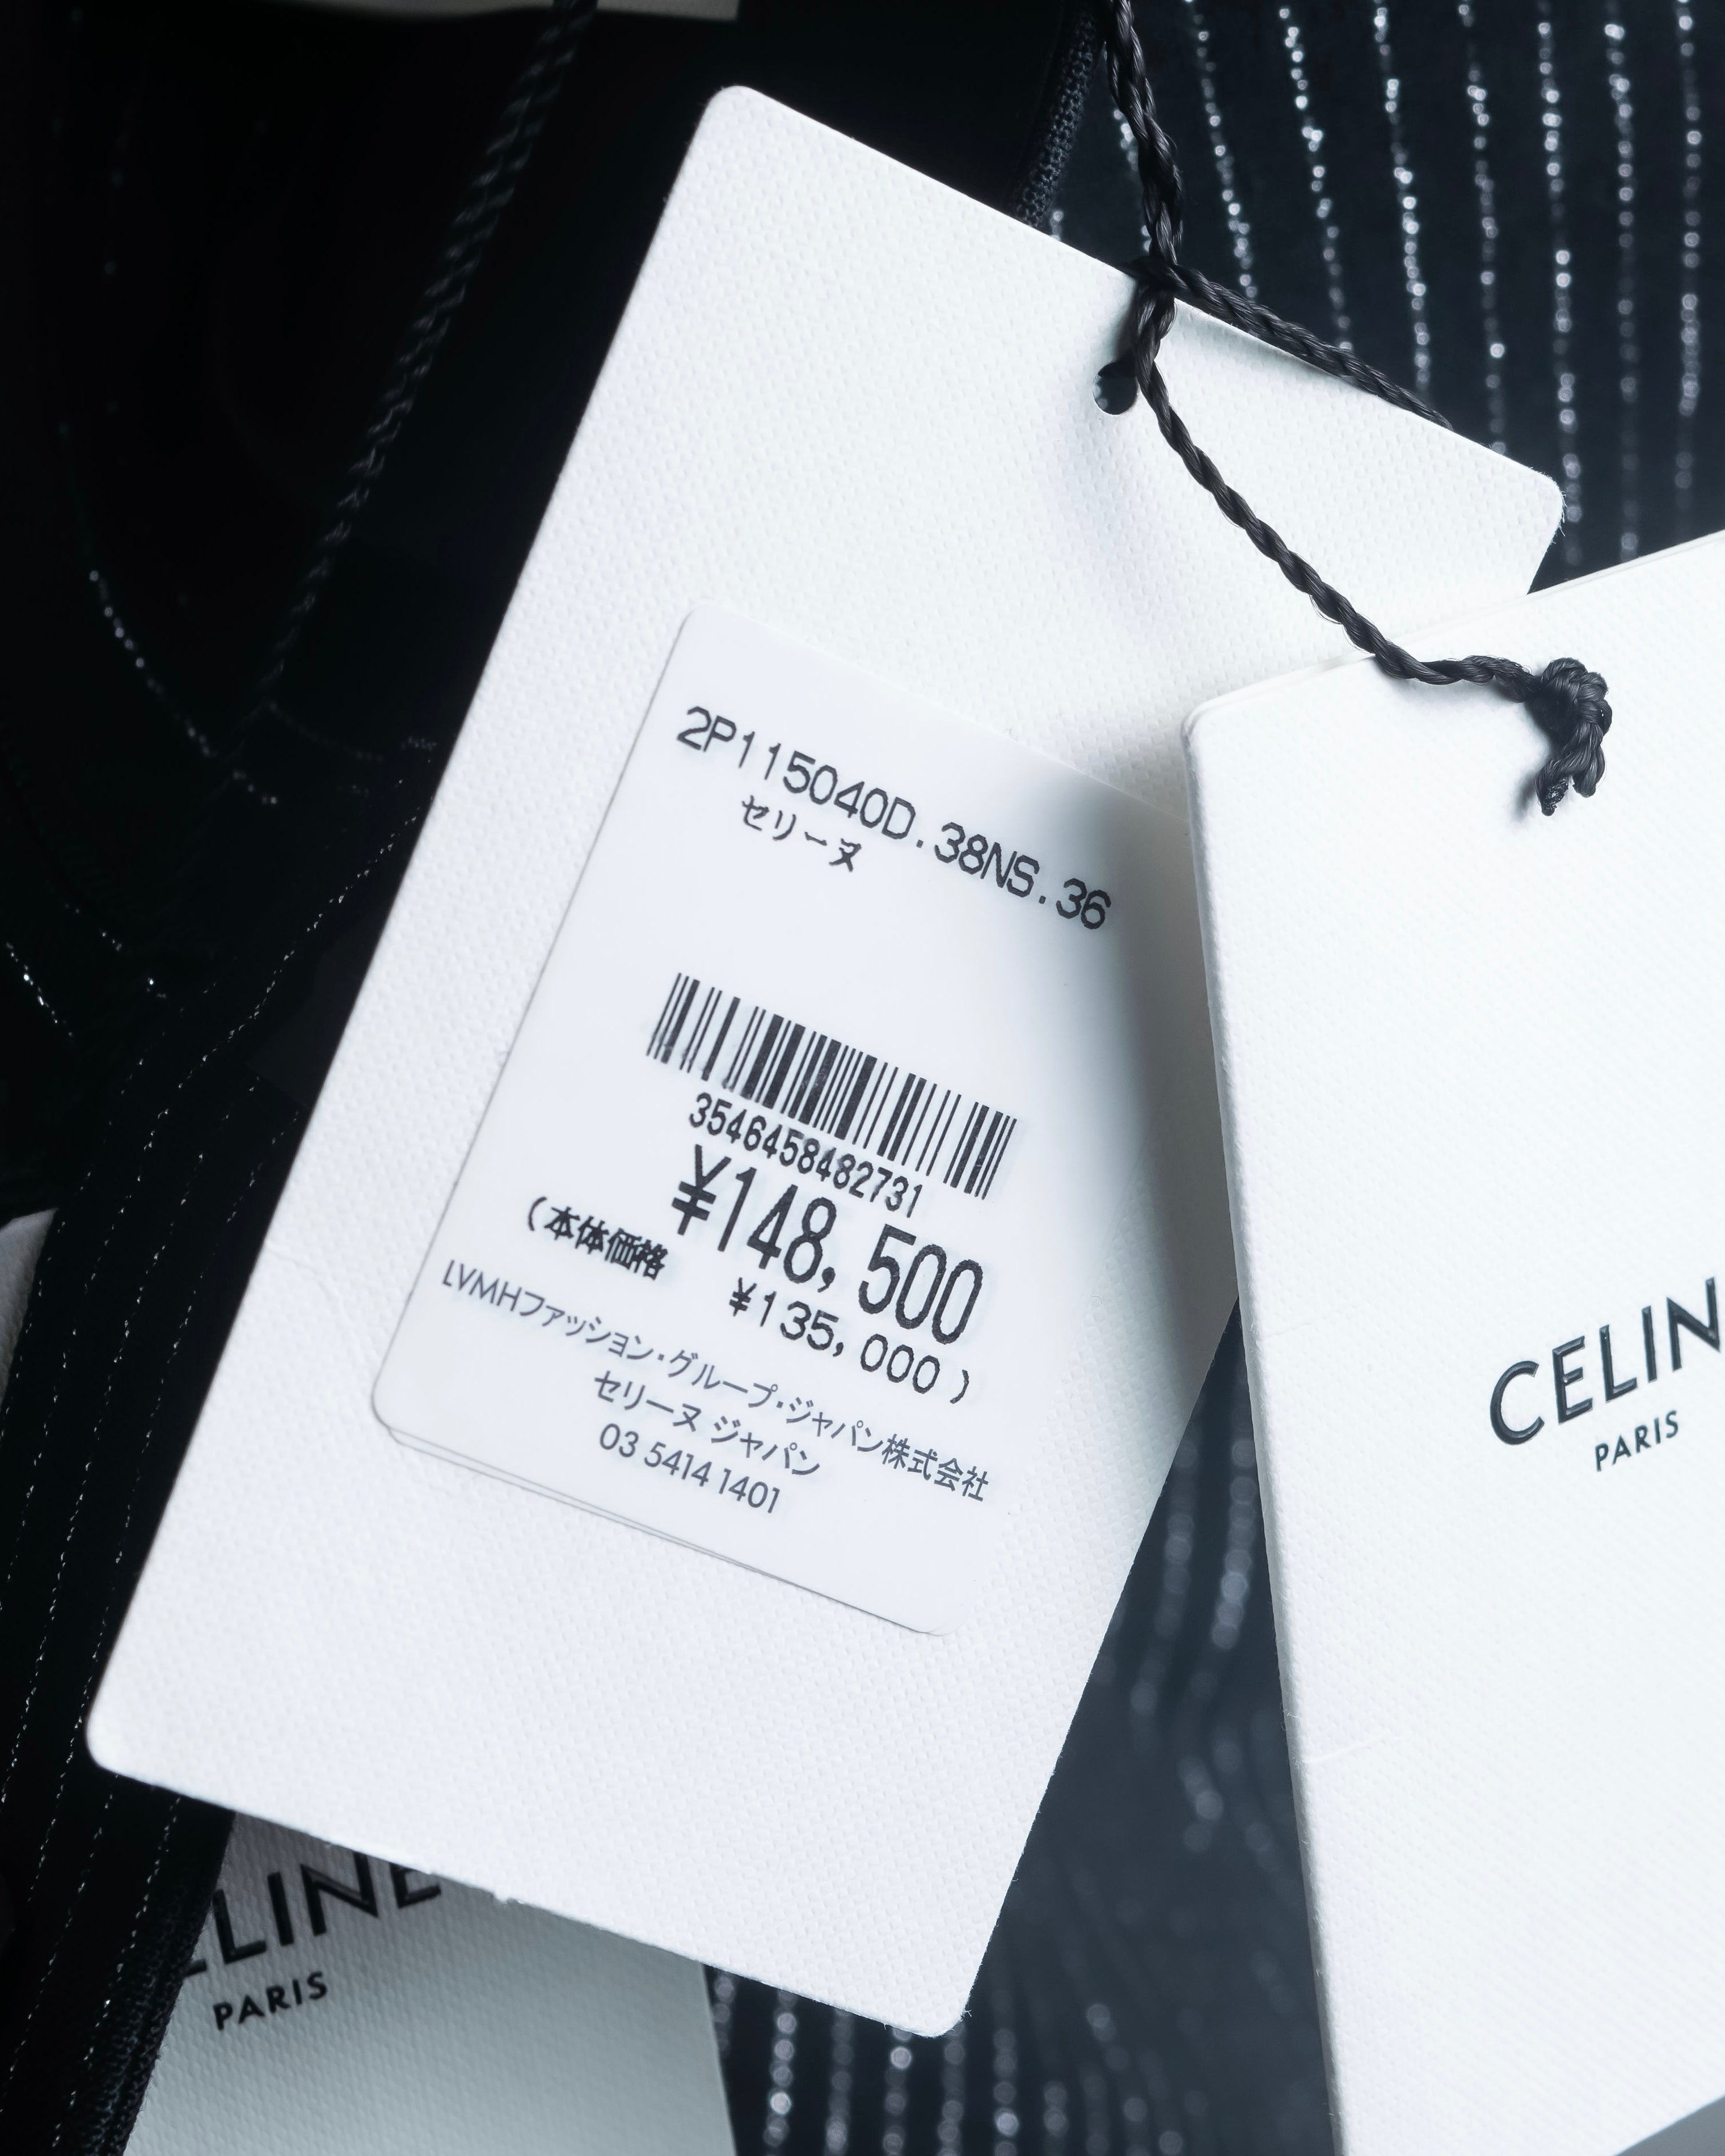 2P115040D.38NS.36
セリーヌ
3546458482731
¥148,500
(本体価格 ¥135,000)
LVMHファッション・グループ・ジャパン株式会社
セリーヌ ジャパン
03 5414 1401
CELIN
PARIS
ELINE
PARIS